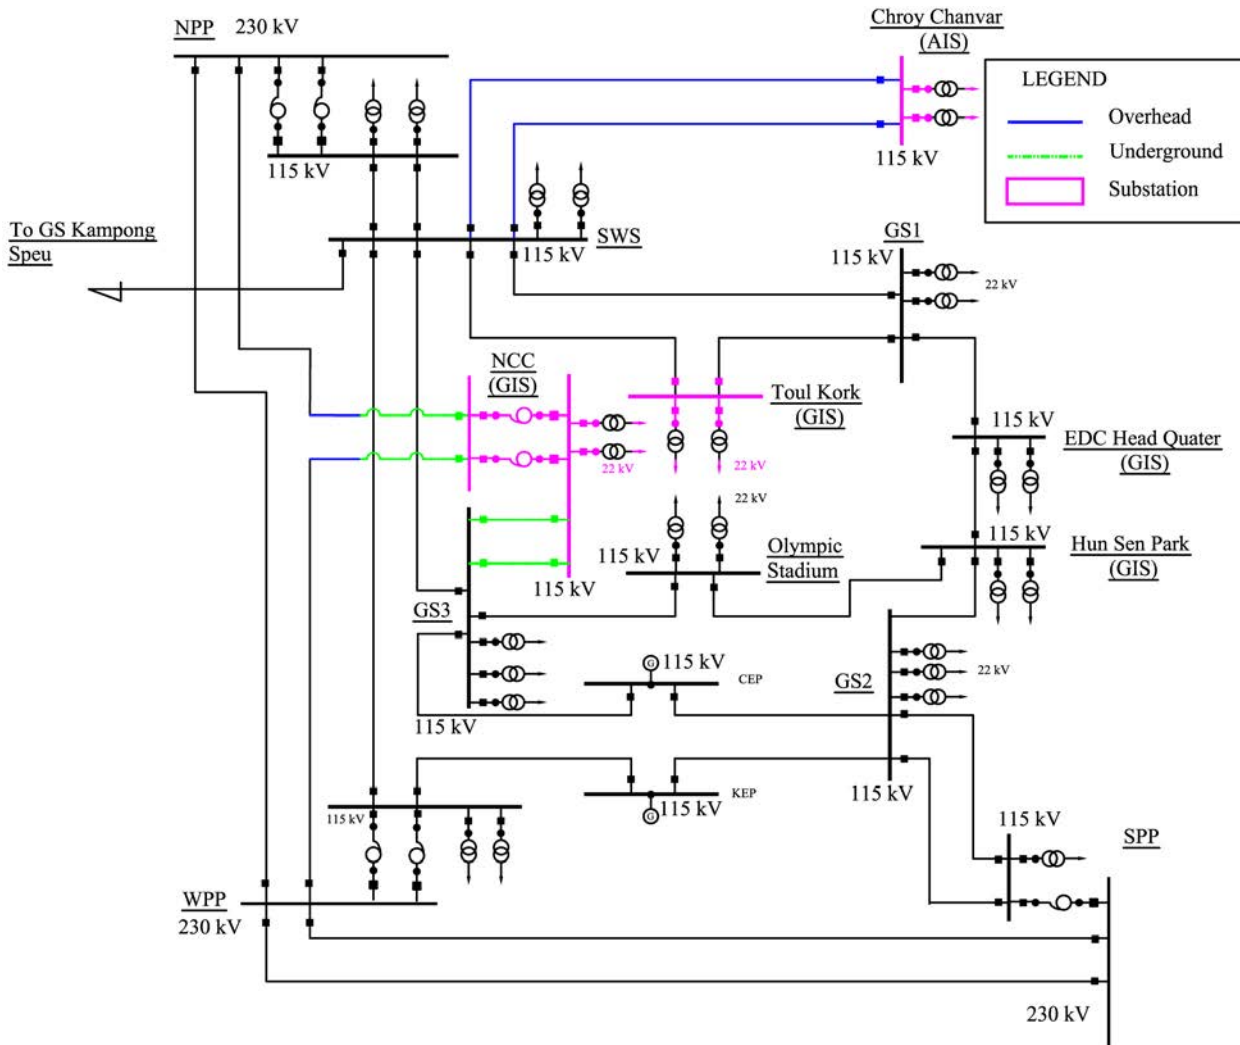 NPP 230 kV
Chroy Chanvar
(AIS)
LEGEND
Overhead
Underground
Substation
115 kV
115 kV
To GS Kampong
Speu
SWS
115 kV
GS1
115 kV
22 kV
NCC
(GIS)
22 kV
Toul Kork
(GIS)
22 kV
22 kV
22 kV
115 kV
EDC Head Quater
(GIS)
115 kV
Hun Sen Park
(GIS)
115 kV
Olympic
Stadium
115 kV
GS3
115 kV
G
115 kV
CEP
GS2
22 kV
115 kV
115 kV
G
115 kV
KEP
115 kV
115 kV
SPP
WPP
230 kV
230 kV